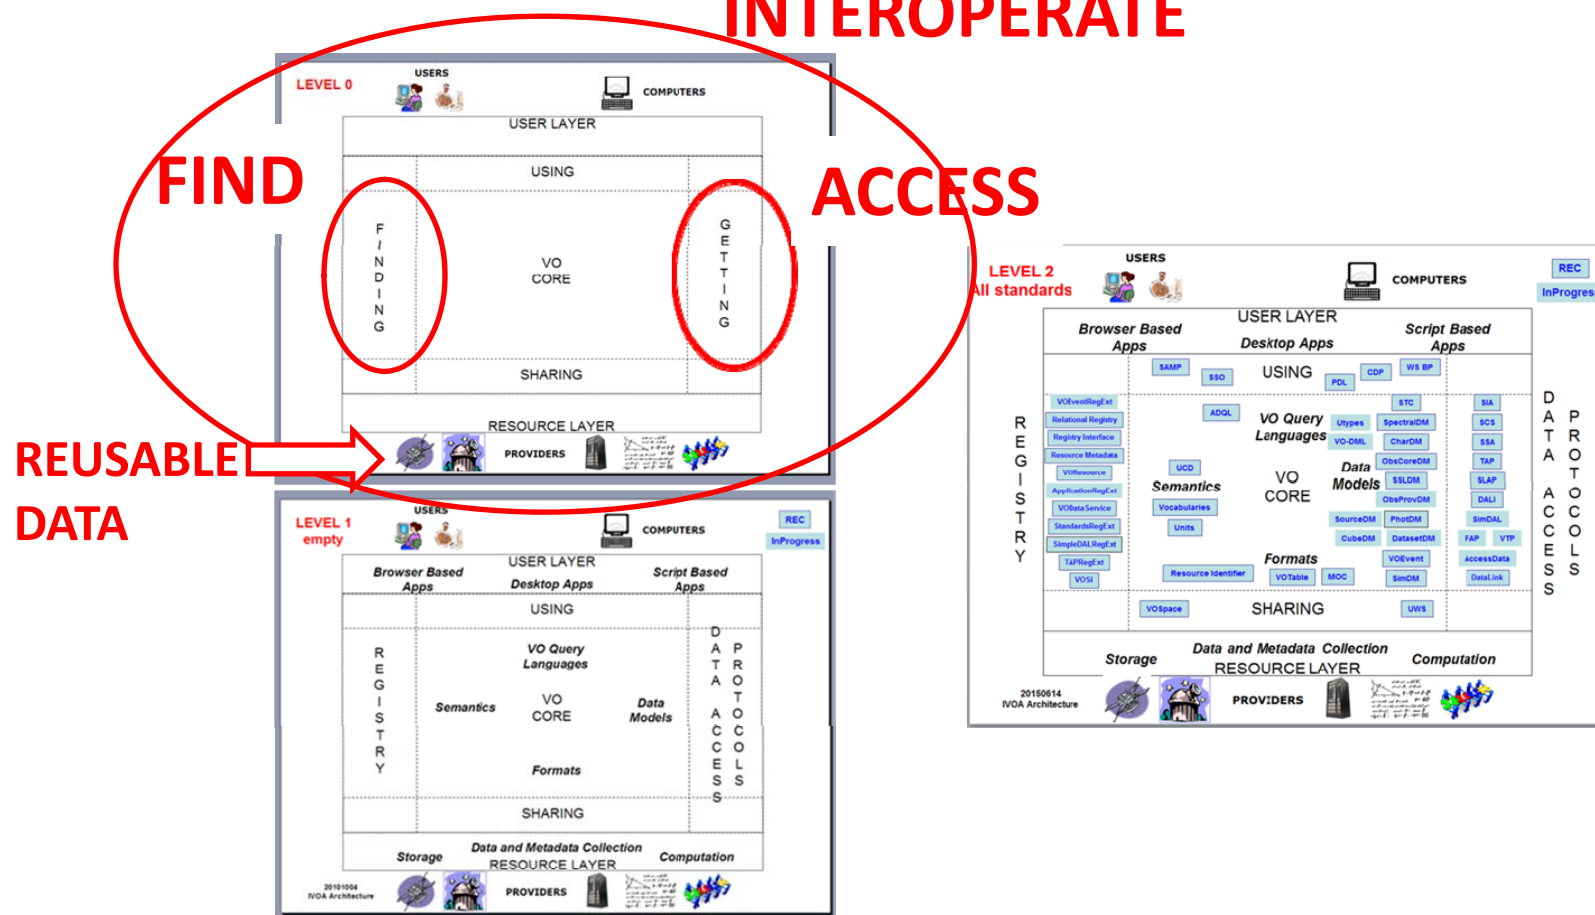 INTEROPERATE
LEVEL 0
USERS
COMPUTERS
USER LAYER
USING
FIND
ACCESS
FINDING
VO
CORE
GETTING
SHARING
RESOURCE LAYER
PROVIDERS
REUSABLE
DATA
LEVEL 1
empty
USERS
COMPUTERS
REC
InProgress
USER LAYER
Browser Based
Apps
Desktop Apps
Script Based
Apps
USING
REGISTRY
VO Query
Languages
Semantics
VO
CORE
Data
Models
Formats
DATA ACCESS
PROTOCOLS
SHARING
Data and Metadata Collection
Storage
RESOURCE LAYER
Computation
20101004
IVOA Architecture
PROVIDERS
LEVEL 2
All standards
USERS
COMPUTERS
REC
InProgres
USER LAYER
Browser Based
Apps
Desktop Apps
Script Based
Apps
SAMP
SSO
USING
PDL
CDP
WS BP
REGISTRY
VOEventRegExt
Relational Registry
Registry Interface
Resource Metadata
VOResource
ApplicationRegExt
VODataService
StandardsRegExt
SimpleDALRegExt
TAPRegExt
VOSI
ADQL
VO Query
Languages
UCD
Semantics
Vocabularies
Units
VO
CORE
Data
Models
Formats
Resource Identifier
VOTable
MOC
Utypes
VO-DML
STC
SpectralDM
CharDM
ObsCoreDM
SSLDM
ObsProvDM
SourceDM
PhotDM
CubeDM
DatasetDM
VOEvent
SimDM
SIA
SCS
SSA
TAP
SLAP
DALI
SimDAL
FAP
VTP
AccessData
DataLink
DATA ACCESS
PROTOCOLS
VOSpace
SHARING
UWS
Data and Metadata Collection
Storage
RESOURCE LAYER
Computation
20150614
IVOA Architecture
PROVIDERS